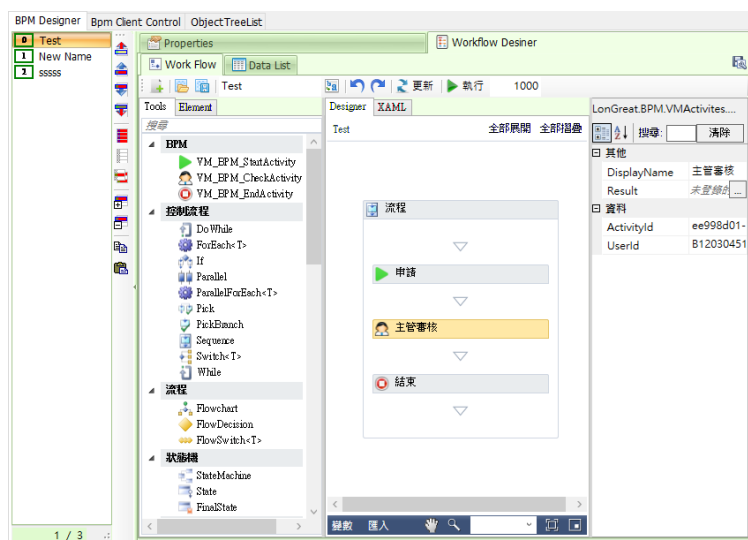 BPM Designer Bpm Client Control ObjectTreeList
0 Test
1 New Name
2 sssss
1 / 3
Properties
Workflow Desiner
Work Flow Data List
Test 更新 執行 1000
Tools Element
搜尋
BPM
VM_BPM_StartActivity
VM_BPM_CheckActivity
VM_BPM_EndActivity
控制流程
DoWhile
ForEach<T>
If
Parallel
ParallelForEach<T>
Pick
PickBranch
Sequence
Switch<T>
While
流程
Flowchart
FlowDecision
FlowSwitch<T>
狀態機
StateMachine
State
FinalState
Designer XAML
Test 全部展開 全部摺疊
流程
申請
主管審核
結束
變數 匯入
LonGreat.BPM.VMActivites....
搜尋: 清除
其他
DisplayName 主管審核
Result 未登錄的 ...
資料
ActivityId ee998d01-
UserId B12030451